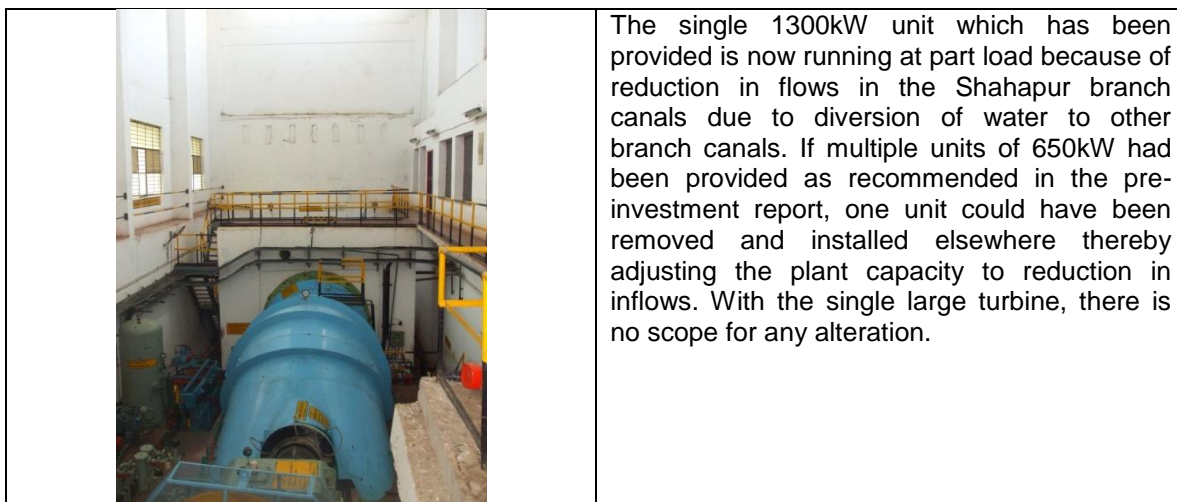 The single 1300kW unit which has been
provided is now running at part load because of
reduction in flows in the Shahapur branch
canals due to diversion of water to other
branch canals. If multiple units of 650kW had
been provided as recommended in the pre-
investment report, one unit could have been
removed and installed elsewhere thereby
adjusting the plant capacity to reduction in
inflows. With the single large turbine, there is
no scope for any alteration.